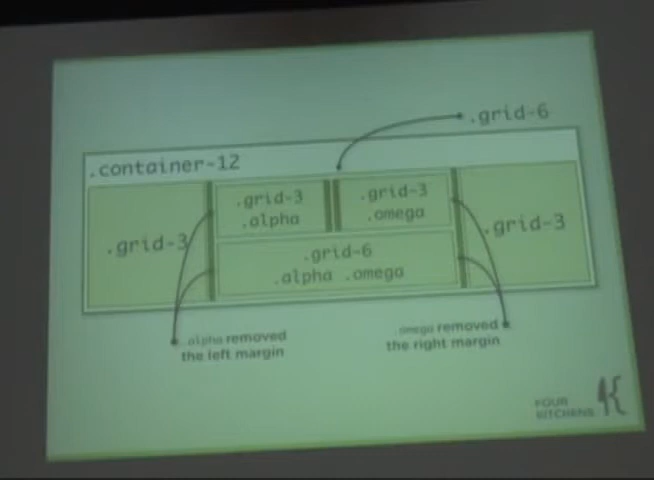 .grid-6
.container-12
.grid-3
.grid-3
.alpha
.grid-3
.omega
.grid-3
.grid-6
.alpha .omega
.alpha removed
the left margin
.omega removed
the right margin
FOUR
KITCHENS